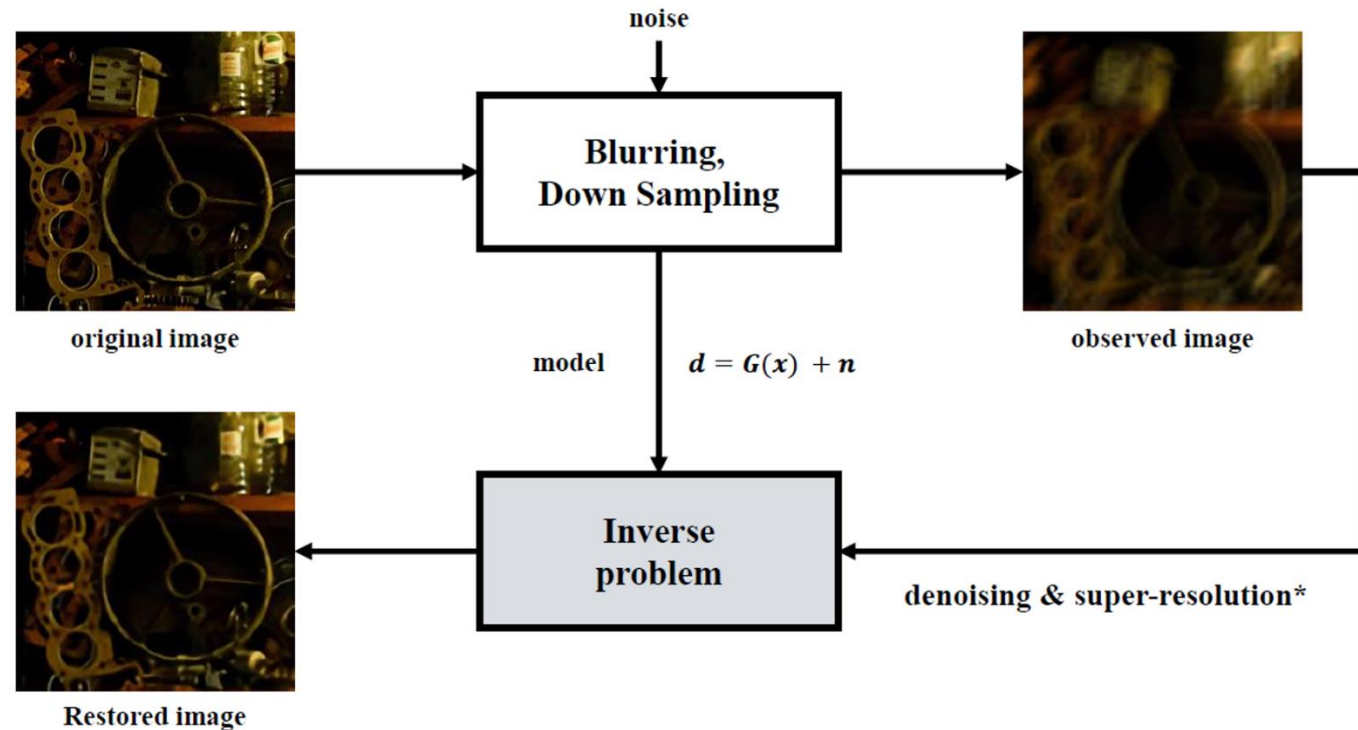 noise
Blurring,
Down Sampling
original image
observed image
model
d = G(x) + n
Inverse
problem
denoising & super-resolution*
Restored image